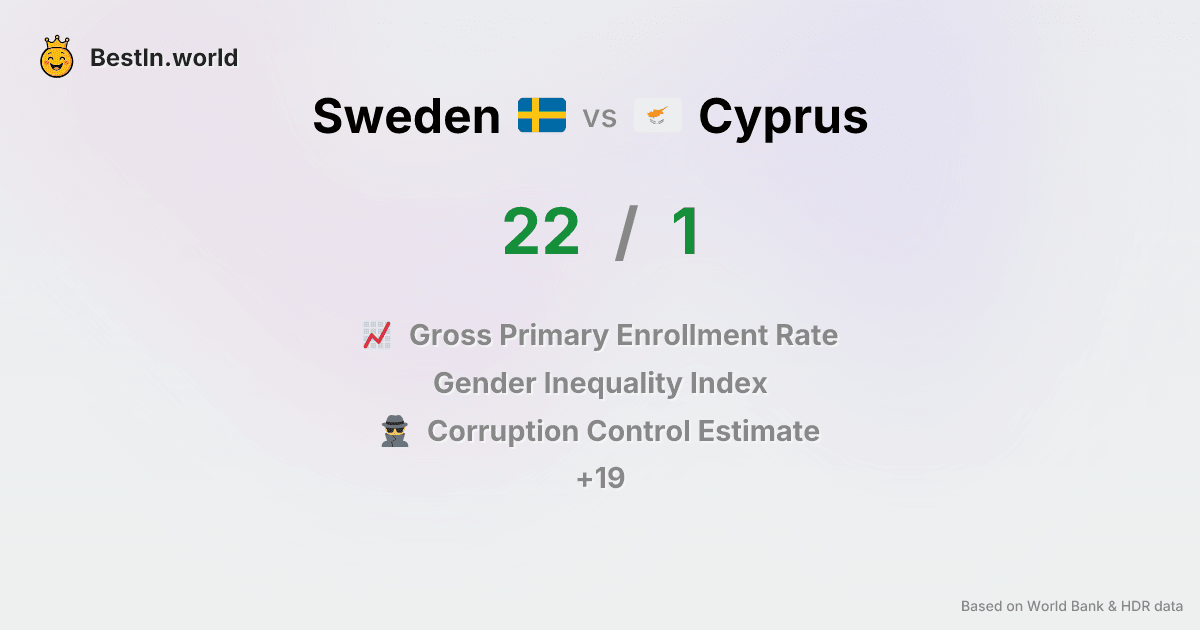 BestIn.world
Sweden vs Cyprus
22 / 1
Gross Primary Enrollment Rate
Gender Inequality Index
Corruption Control Estimate
+19
Based on World Bank & HDR data